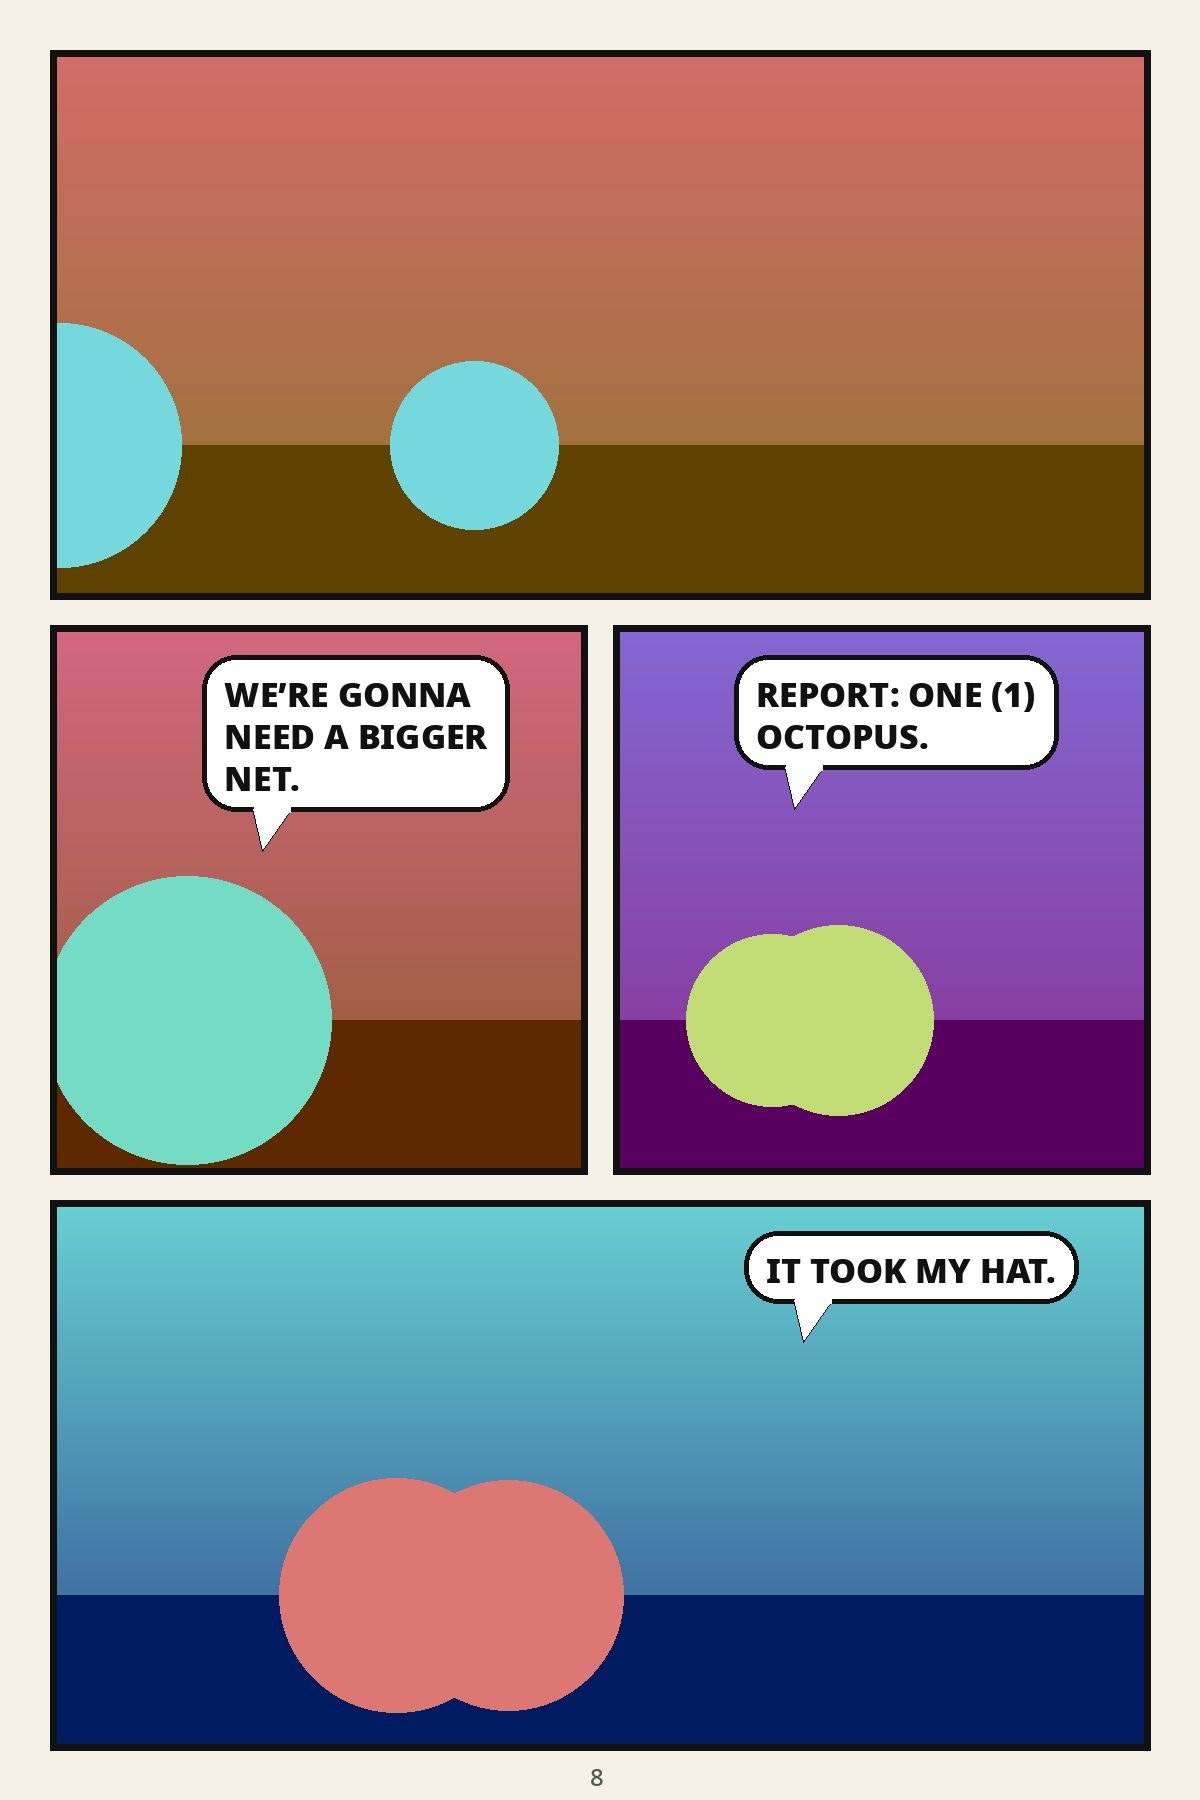 WE’RE GONNA
NEED A BIGGER
NET.
REPORT: ONE (1)
OCTOPUS.
IT TOOK MY HAT.
8